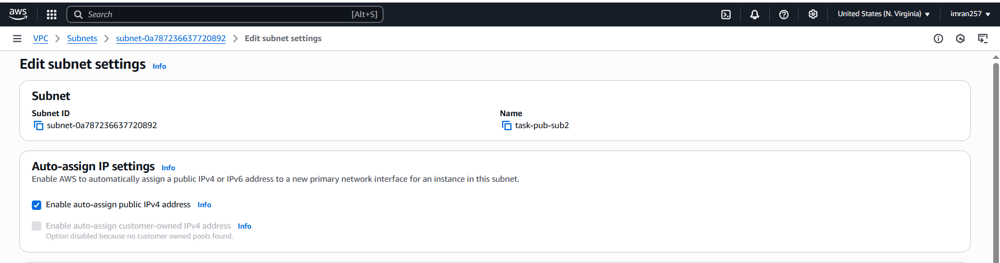 aws Search [Alt+S] United States (N. Virginia) imran257
VPC Subnets subnet-0a787236637720892 Edit subnet settings
Edit subnet settings Info
Subnet
Subnet ID Name
subnet-0a787236637720892 task-pub-sub2
Auto-assign IP settings Info
Enable AWS to automatically assign a public IPv4 or IPv6 address to a new primary network interface for an instance in this subnet.
Enable auto-assign public IPv4 address Info
Enable auto-assign customer-owned IPv4 address Info
Option disabled because no customer owned pools found.